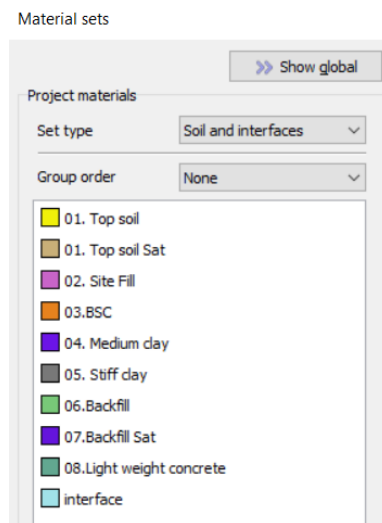 Material sets
Show global
Project materials
Set type Soil and interfaces
Group order None
01. Top soil
01. Top soil Sat
02. Site Fill
03.BSC
04. Medium clay
05. Stiff clay
06.Backfill
07.Backfill Sat
08.Light weight concrete
interface